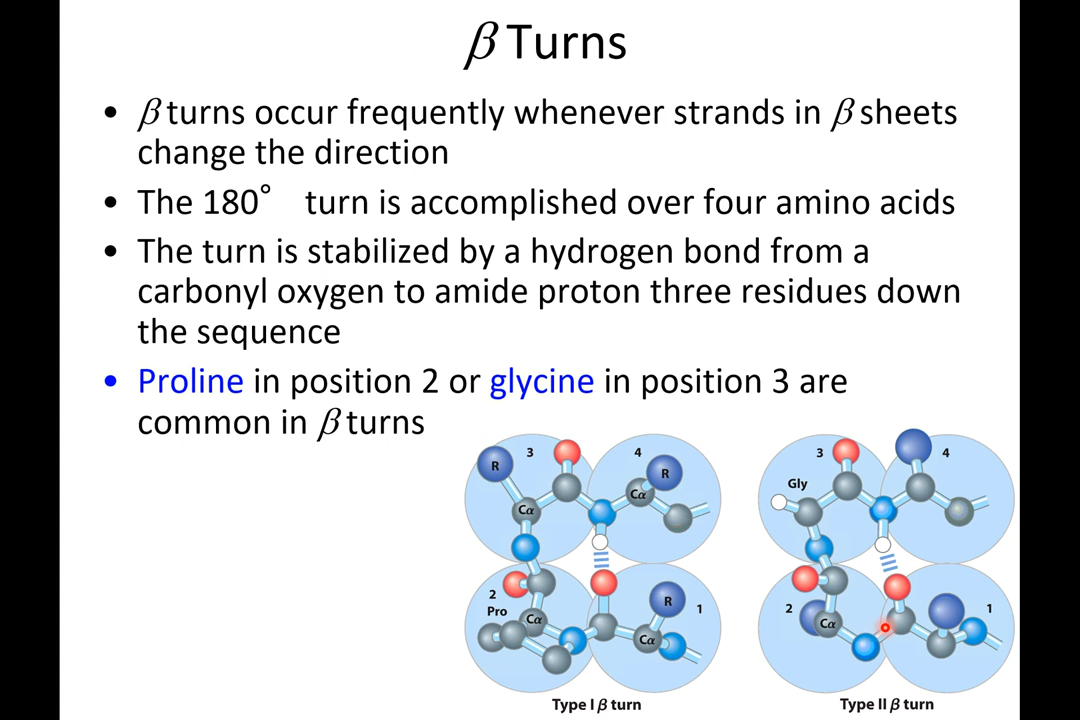 β Turns
• β turns occur frequently whenever strands in β sheets
change the direction
• The 180° turn is accomplished over four amino acids
• The turn is stabilized by a hydrogen bond from a
carbonyl oxygen to amide proton three residues down
the sequence
• Proline in position 2 or glycine in position 3 are
common in β turns
R
3
4
R
Cα
Cα
2
Pro
Cα
R
1
Cα
Type I β turn
3
4
Gly
2
Cα
1
Type II β turn